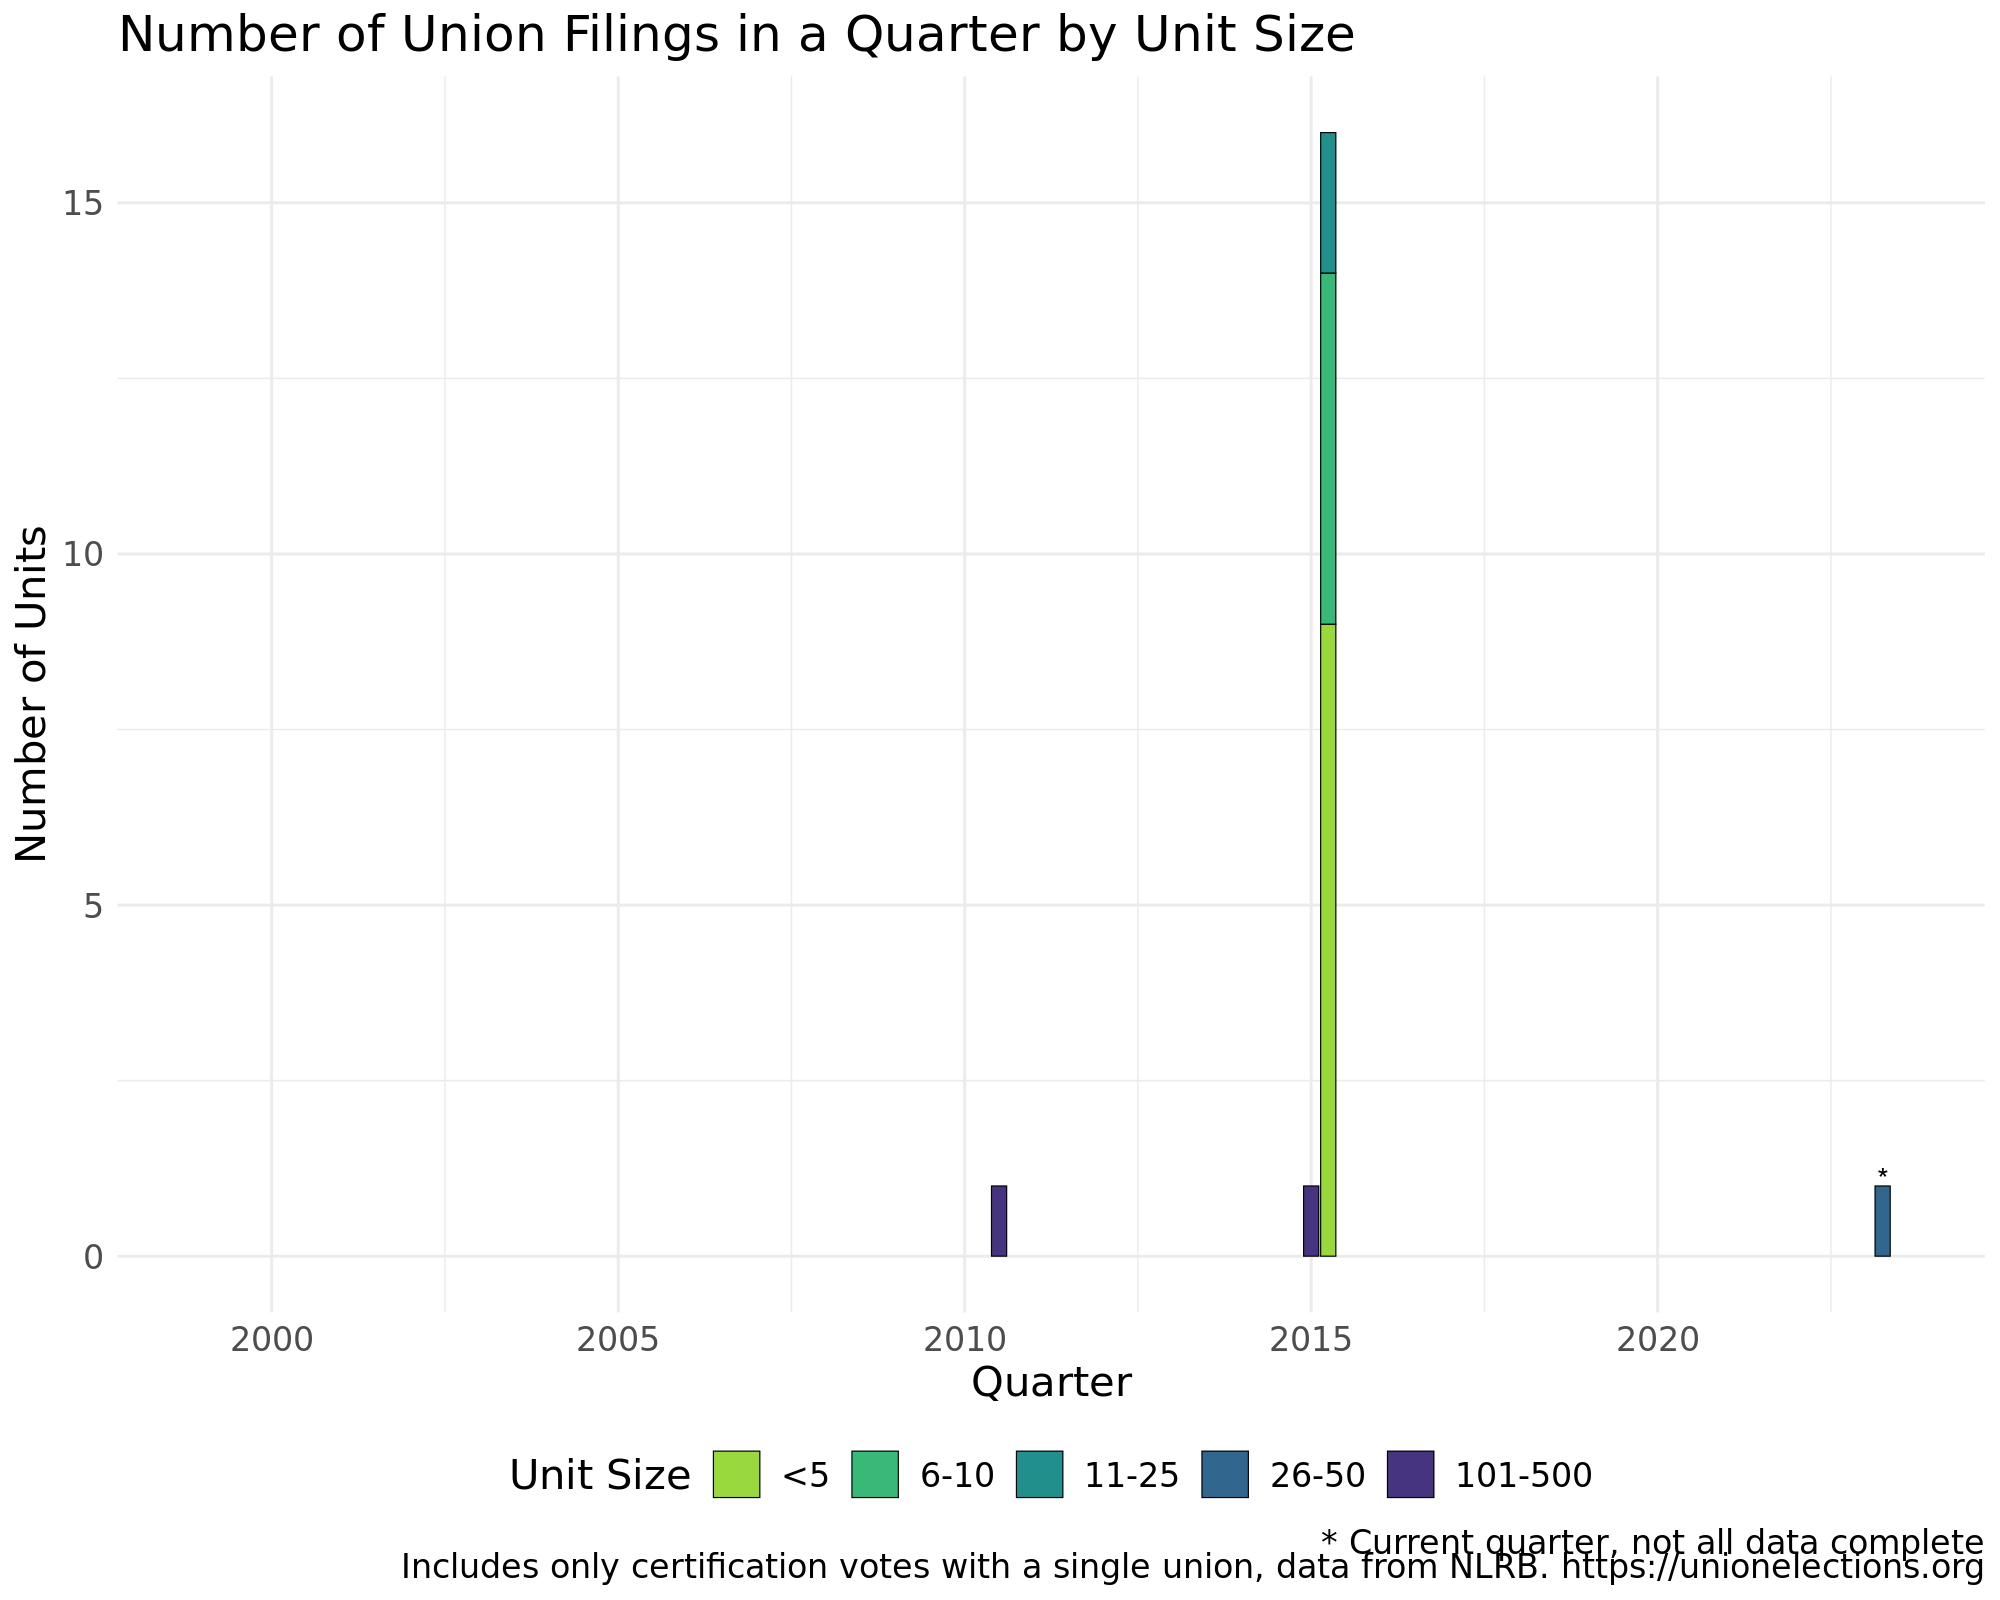 Number of Union Filings in a Quarter by Unit Size
Number of Units
15
10
5
0
*
2000 2005 2010 2015 2020
Quarter
Unit Size <5 6-10 11-25 26-50 101-500
* Current quarter, not all data complete
Includes only certification votes with a single union, data from NLRB. https://unionelections.org